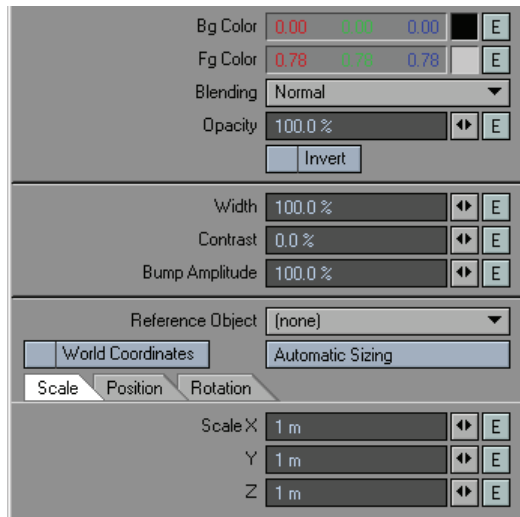 Bg Color 0.00 0.00 0.00 E
Fg Color 0.78 0.78 0.78 E
Blending Normal
Opacity 100.0 % E
Invert
Width 100.0 % E
Contrast 0.0 % E
Bump Amplitude 100.0 % E
Reference Object (none)
World Coordinates Automatic Sizing
Scale Position Rotation
Scale X 1 m E
Y 1 m E
Z 1 m E